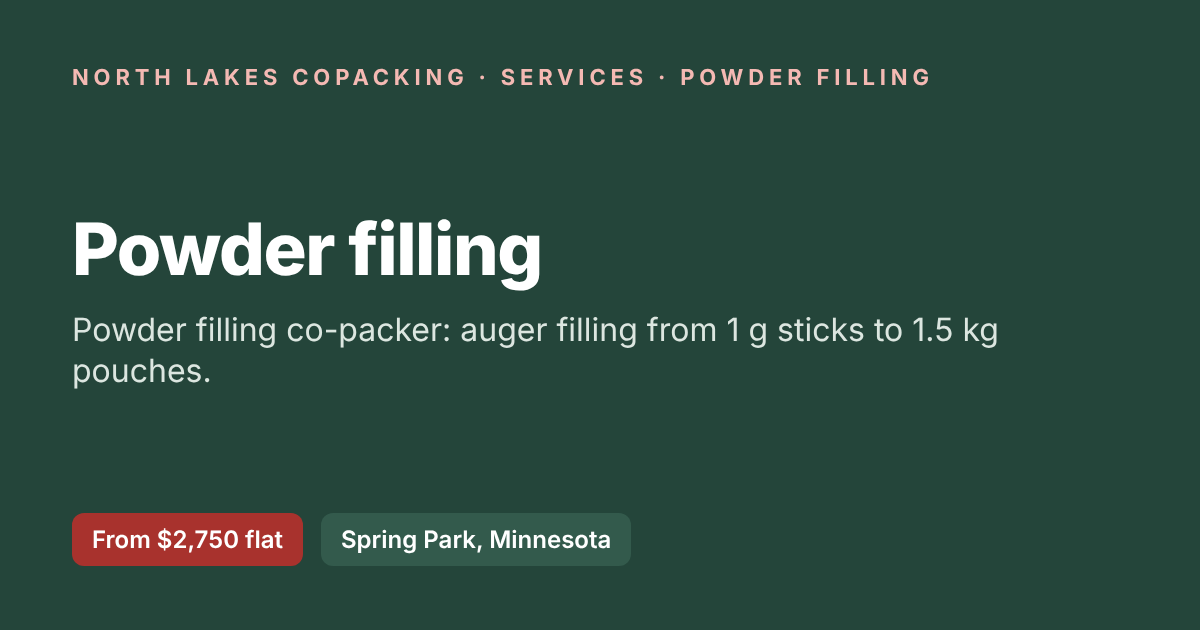 NORTH LAKES COPACKING · SERVICES · POWDER FILLING
Powder filling
Powder filling co-packer: auger filling from 1 g sticks to 1.5 kg
pouches.
From $2,750 flat
Spring Park, Minnesota